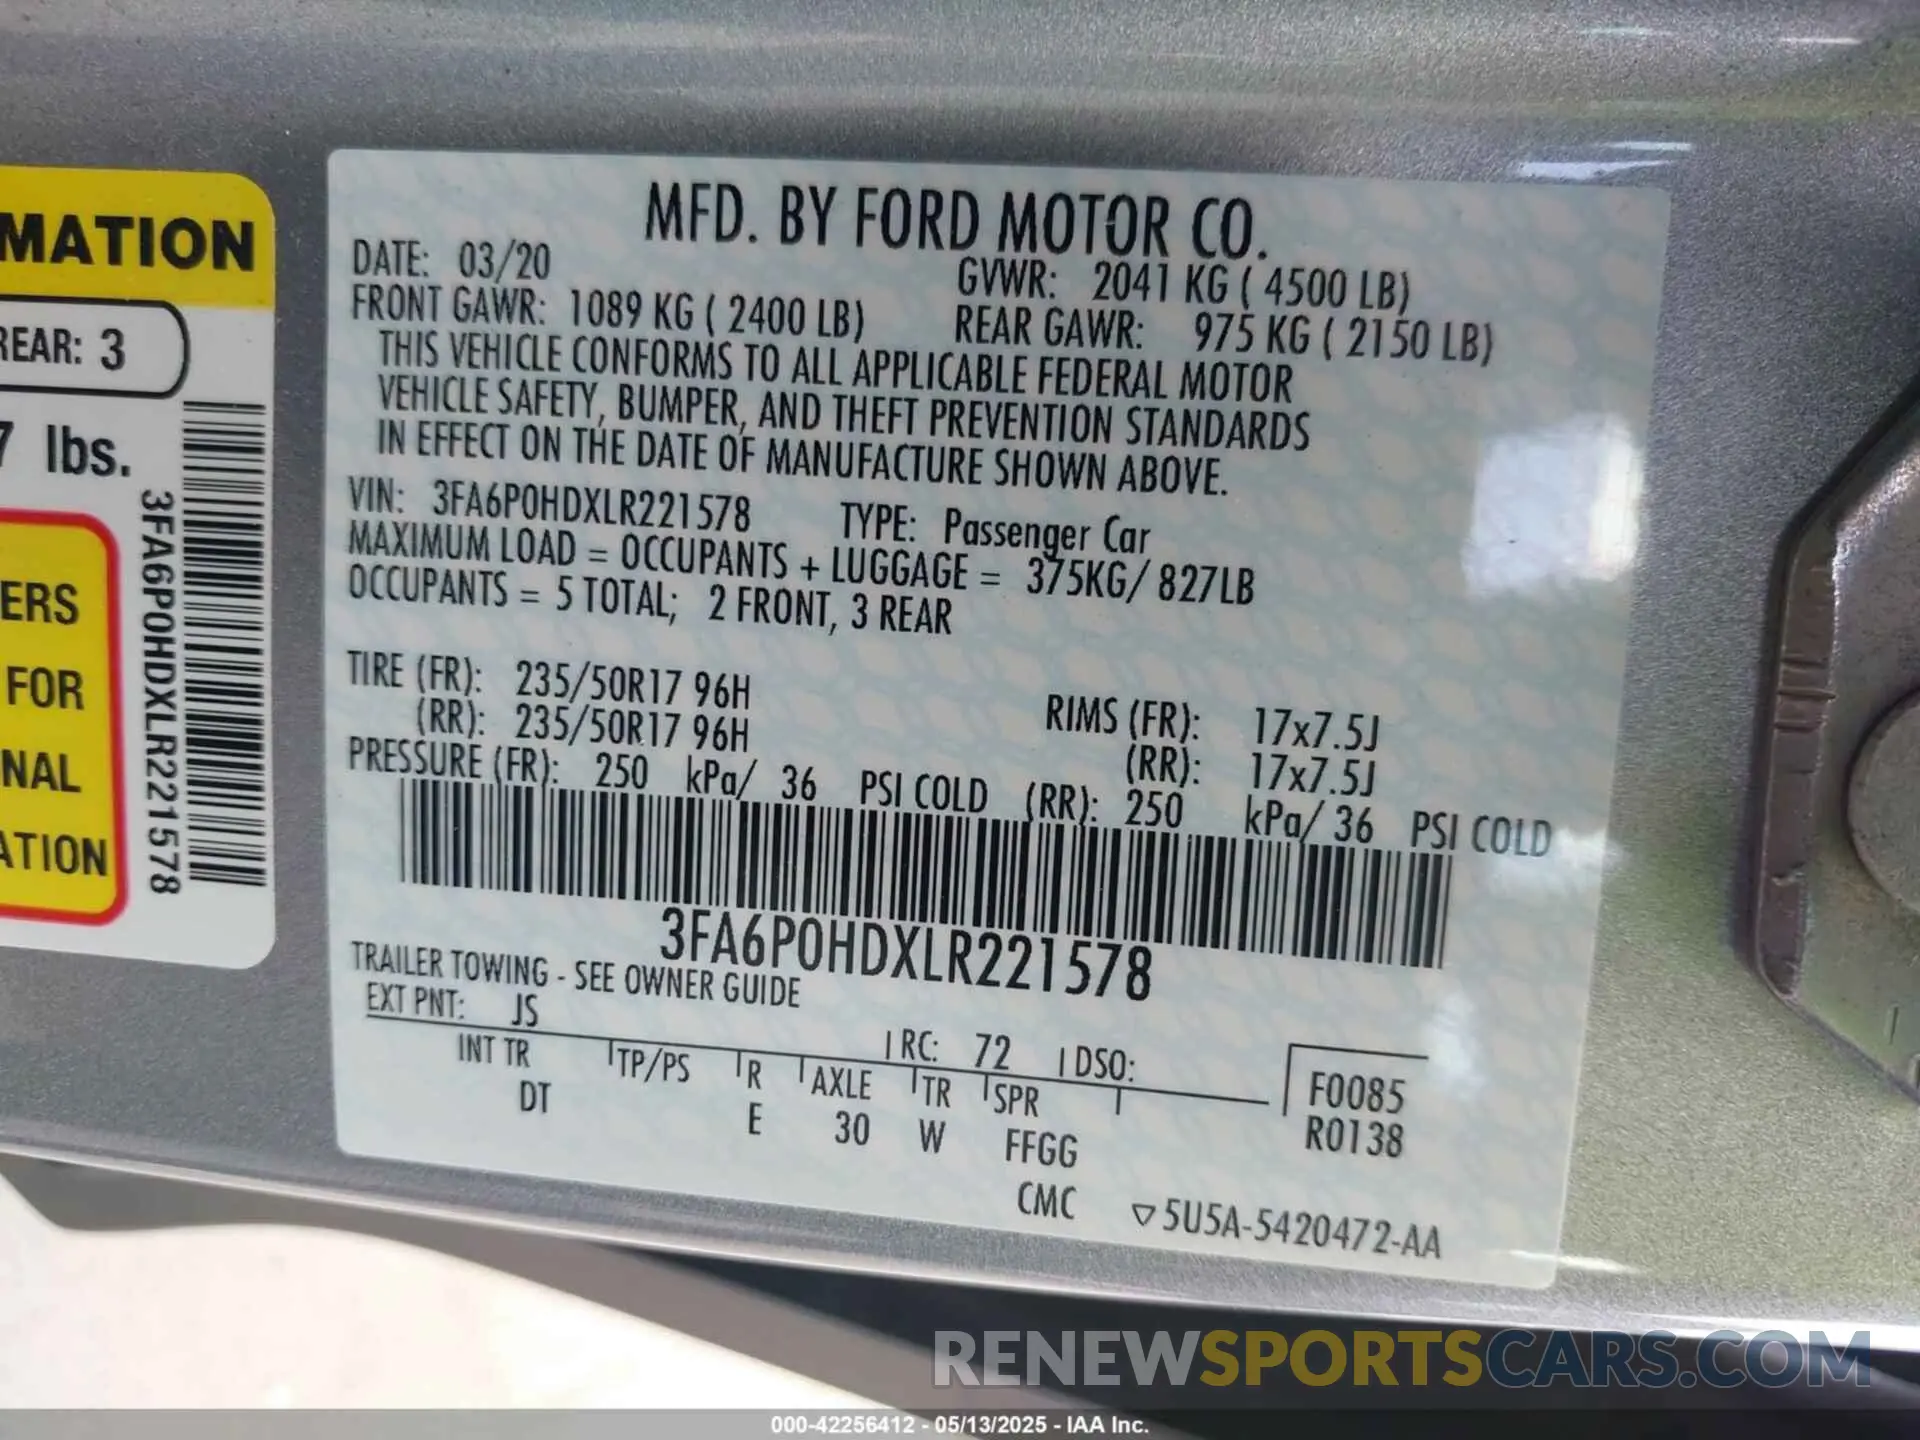 MATION
REAR: 3
7 lbs.
ERS
FOR
NAL
ATION
3FA6P0HDXLR221578
MFD. BY FORD MOTOR CO.
DATE: 03/20 GVWR: 2041 KG ( 4500 LB)
FRONT GAWR: 1089 KG ( 2400 LB) REAR GAWR: 975 KG ( 2150 LB)
THIS VEHICLE CONFORMS TO ALL APPLICABLE FEDERAL MOTOR
VEHICLE SAFETY, BUMPER, AND THEFT PREVENTION STANDARDS
IN EFFECT ON THE DATE OF MANUFACTURE SHOWN ABOVE.
VIN: 3FA6P0HDXLR221578 TYPE: Passenger Car
MAXIMUM LOAD = OCCUPANTS + LUGGAGE = 375KG/ 827LB
OCCUPANTS = 5 TOTAL; 2 FRONT, 3 REAR
TIRE (FR): 235/50R17 96H RIMS (FR): 17x7.5J
(RR): 235/50R17 96H (RR): 17x7.5J
PRESSURE (FR): 250 kPa/ 36 PSI COLD (RR): 250 kPa/ 36 PSI COLD
3FA6P0HDXLR221578
TRAILER TOWING - SEE OWNER GUIDE
EXT PNT: JS RC: 72 DSO:
INT TR TP/PS R AXLE TR SPR F0085
DT E 30 W FFGG R0138
CMC ▽5U5A-5420472-AA
RENEWSPORTSCARS.COM
000-42256412 - 05/13/2025 - IAA Inc.